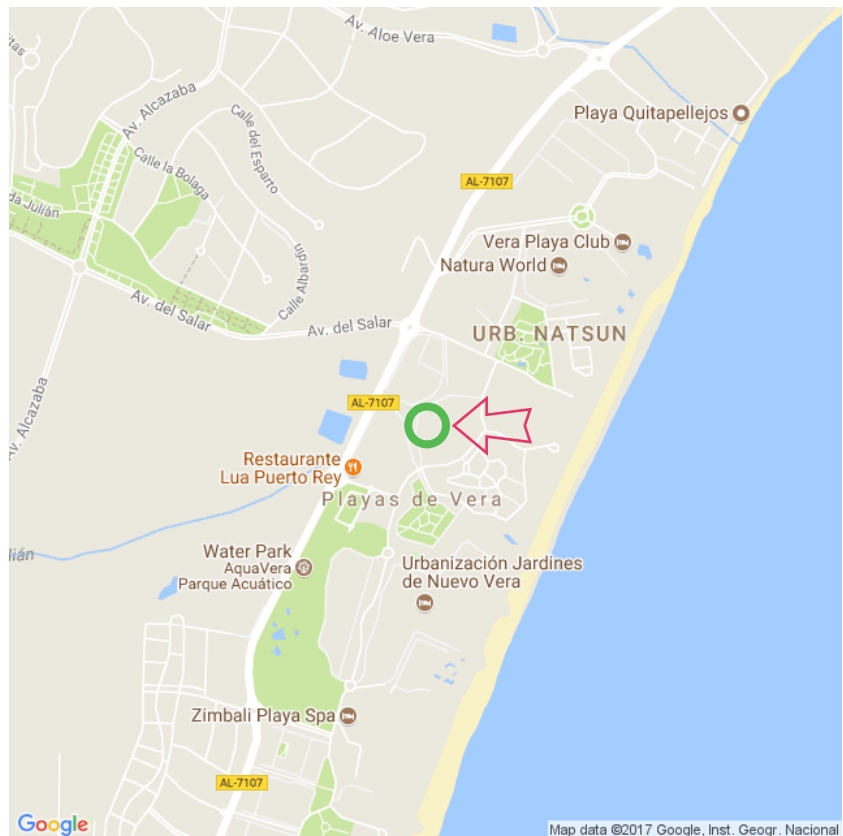 Av. Aloe Vera
Playa Quitapellejos
Av. Alcazaba
Calle del Esparto
Calle la Bolaga
AL-7107
da Julián
Vera Playa Club
Natura World
Calle Albardin
Av. del Salar
Av. del Salar
URB. NATSUN
AL-7107
Av. Alcazaba
Restaurante
Lua Puerto Rey
Playas de Vera
Water Park
AquaVera
Parque Acuático
Urbanización Jardines
de Nuevo Vera
Zimbali Playa Spa
AL-7107
Google
Map data ©2017 Google, Inst. Geogr. Nacional